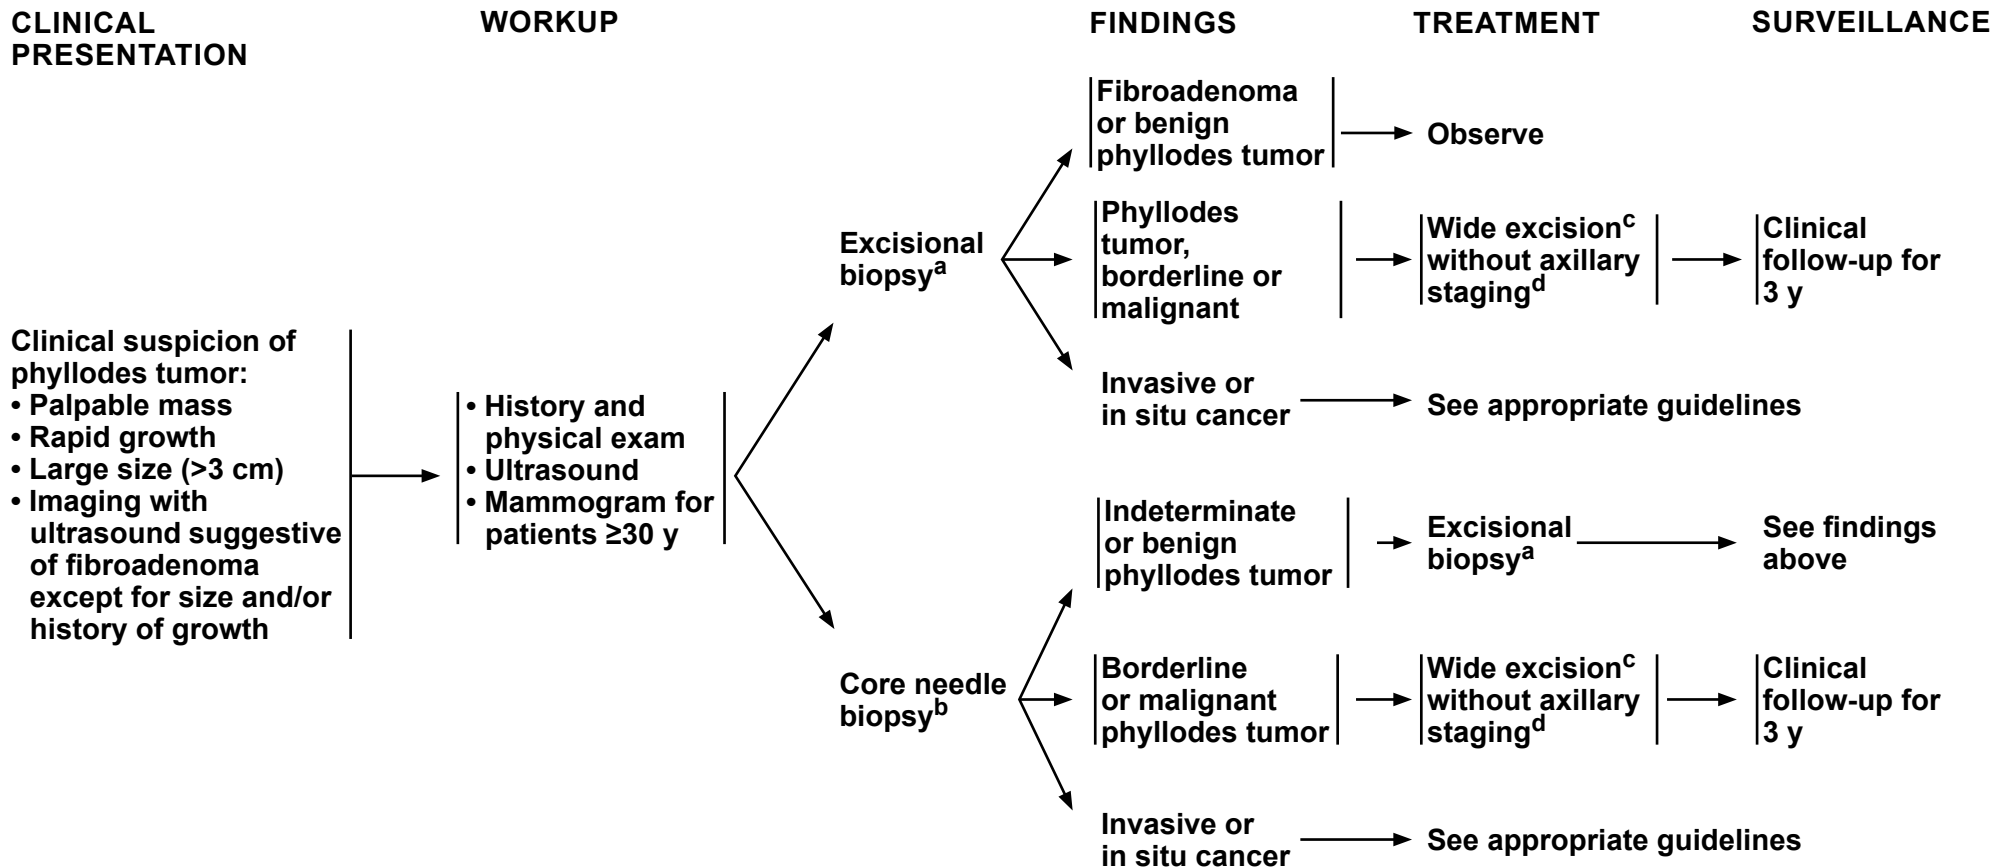 CLINICAL
PRESENTATION
WORKUP
FINDINGS
TREATMENT
SURVEILLANCE
Clinical suspicion of
phyllodes tumor:
• Palpable mass
• Rapid growth
• Large size (>3 cm)
• Imaging with
ultrasound suggestive
of fibroadenoma
except for size and/or
history of growth
• History and
physical exam
• Ultrasound
• Mammogram for
patients ≥30 y
Excisional
biopsyᵃ
Fibroadenoma
or benign
phyllodes tumor
Observe
Phyllodes
tumor,
borderline or
malignant
Wide excisionᶜ
without axillary
stagingᵈ
Clinical
follow-up for
3 y
Invasive or
in situ cancer
See appropriate guidelines
Core needle
biopsyᵇ
Indeterminate
or benign
phyllodes tumor
Excisional
biopsyᵃ
See findings
above
Borderline
or malignant
phyllodes tumor
Wide excisionᶜ
without axillary
stagingᵈ
Clinical
follow-up for
3 y
Invasive or
in situ cancer
See appropriate guidelines